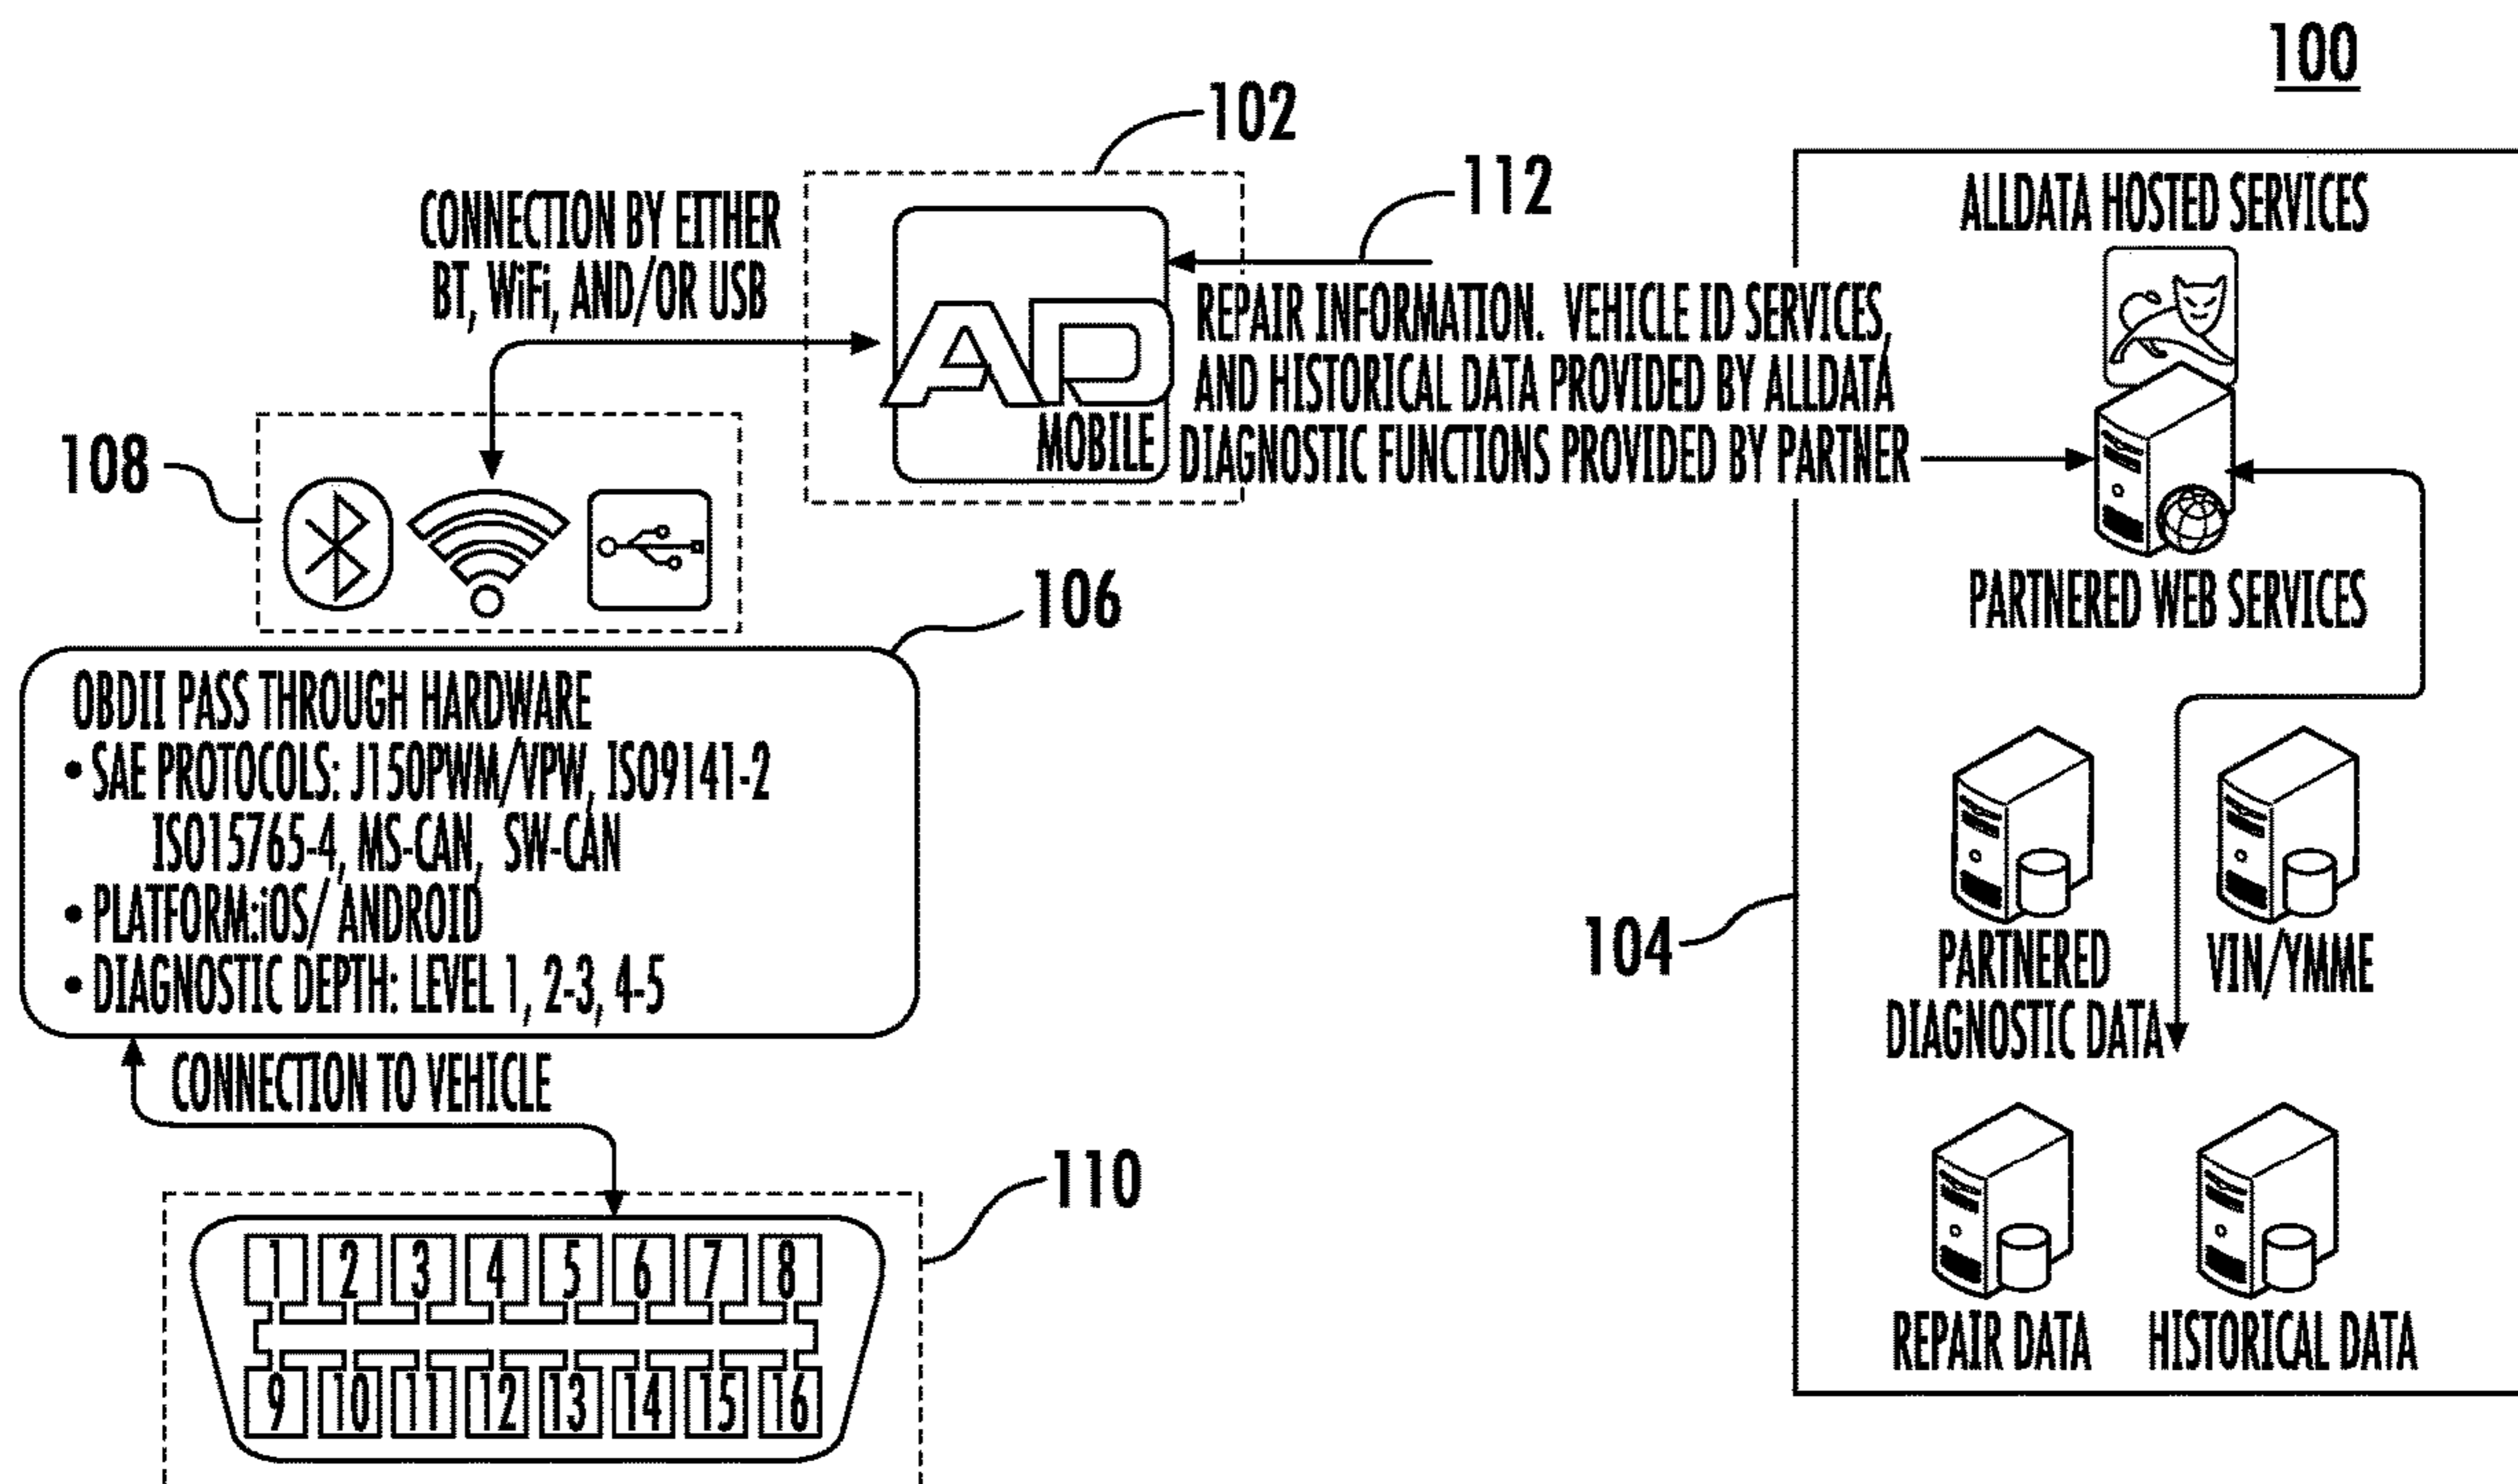 100
102
112
CONNECTION BY EITHER
BT, WiFi, AND/OR USB
AD
MOBILE
REPAIR INFORMATION. VEHICLE ID SERVICES,
AND HISTORICAL DATA PROVIDED BY ALLDATA
DIAGNOSTIC FUNCTIONS PROVIDED BY PARTNER
ALLDATA HOSTED SERVICES
PARTNERED WEB SERVICES
108
106
OBDII PASS THROUGH HARDWARE
• SAE PROTOCOLS: J150PWM/VPW, ISO9141-2
ISO15765-4, MS-CAN, SW-CAN
• PLATFORM:iOS/ ANDROID
• DIAGNOSTIC DEPTH: LEVEL 1, 2-3, 4-5
104
PARTNERED
DIAGNOSTIC DATA
VIN/YMME
CONNECTION TO VEHICLE
110
1 2 3 4 5 6 7 8
9 10 11 12 13 14 15 16
REPAIR DATA
HISTORICAL DATA